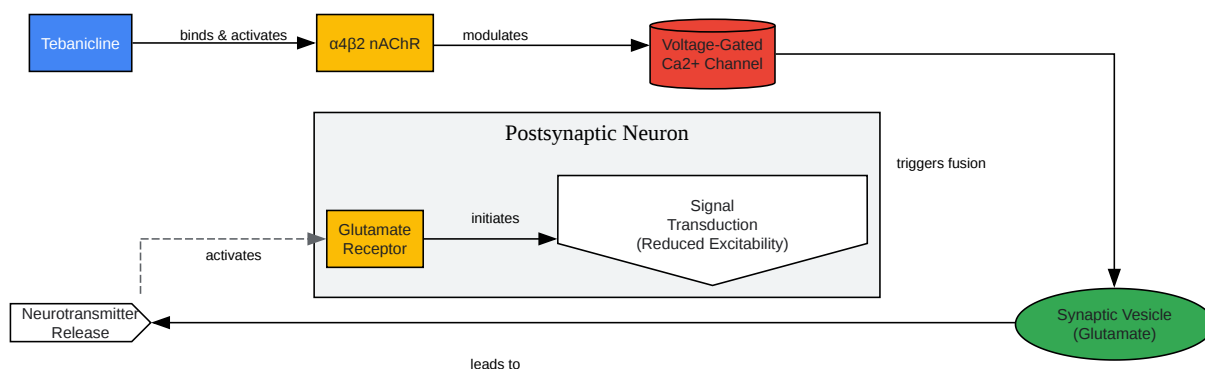 Tebanicline
binds & activates
α4β2 nAChR
modulates
Voltage-Gated
Ca2+ Channel
Postsynaptic Neuron
triggers fusion
Glutamate
Receptor
initiates
Signal
Transduction
(Reduced Excitability)
activates
Neurotransmitter
Release
Synaptic Vesicle
(Glutamate)
leads to